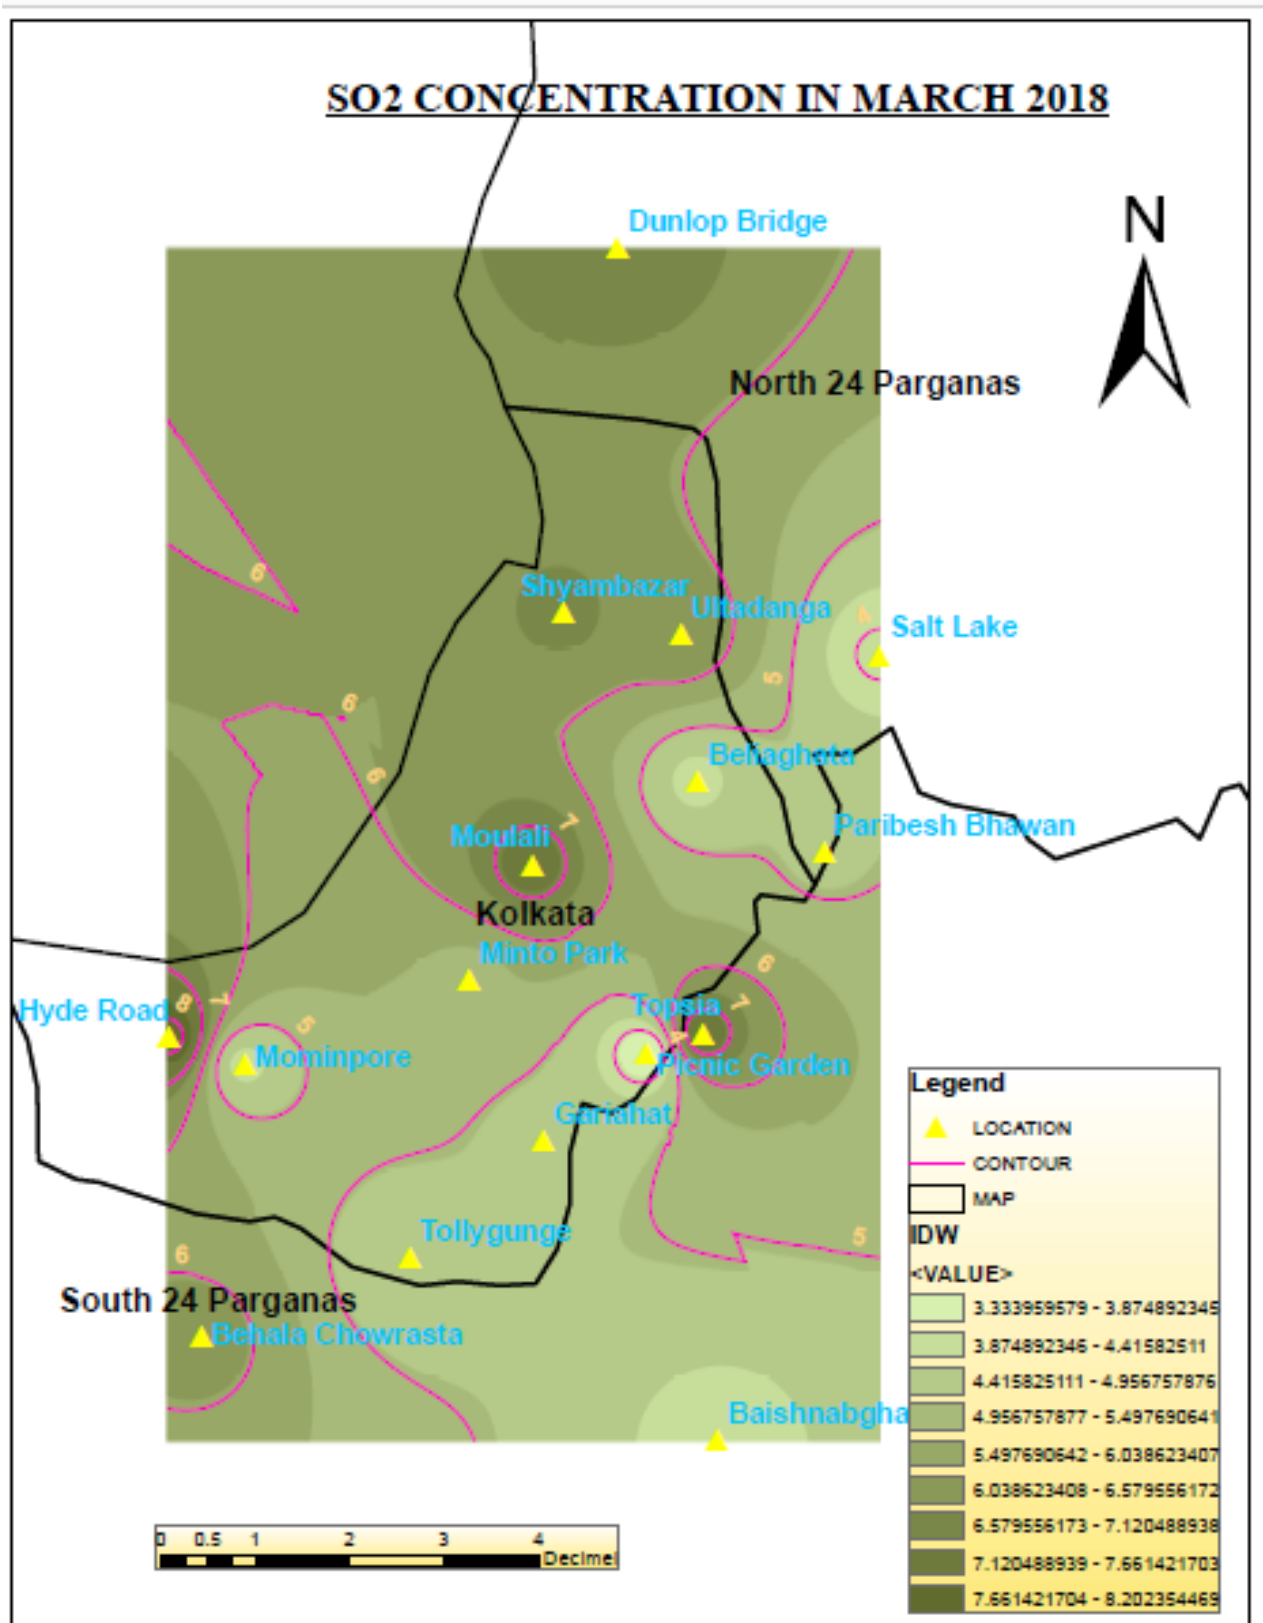 SO2 CONCENTRATION IN MARCH 2018
N
Dunlop Bridge
North 24 Parganas
6
Shyambazar
Ultadanga
4
Salt Lake
5
6
6
Beliaghata
7
Moulali
Paribesh Bhawan
Kolkata
Minto Park
6
Hyde Road
8
7
5
Topsia
7
4
Mominpore
Picnic Garden
Gariahat
Tollygunge
5
6
South 24 Parganas
Behala Chowrasta
Baishnabgha
Legend
LOCATION
CONTOUR
MAP
IDW
<VALUE>
3.333959579 - 3.874892345
3.874892346 - 4.41582511
4.415825111 - 4.956757876
4.956757877 - 5.497690641
5.497690642 - 6.038623407
6.038623408 - 6.579556172
6.579556173 - 7.120488938
7.120488939 - 7.661421703
7.661421704 - 8.202354469
0 0.5 1 2 3 4
Decimel